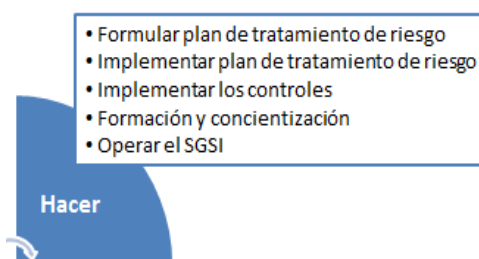 • Formular plan de tratamiento de riesgo
• Implementar plan de tratamiento de riesgo
• Implementar los controles
• Formación y concientización
• Operar el SGSI
Hacer